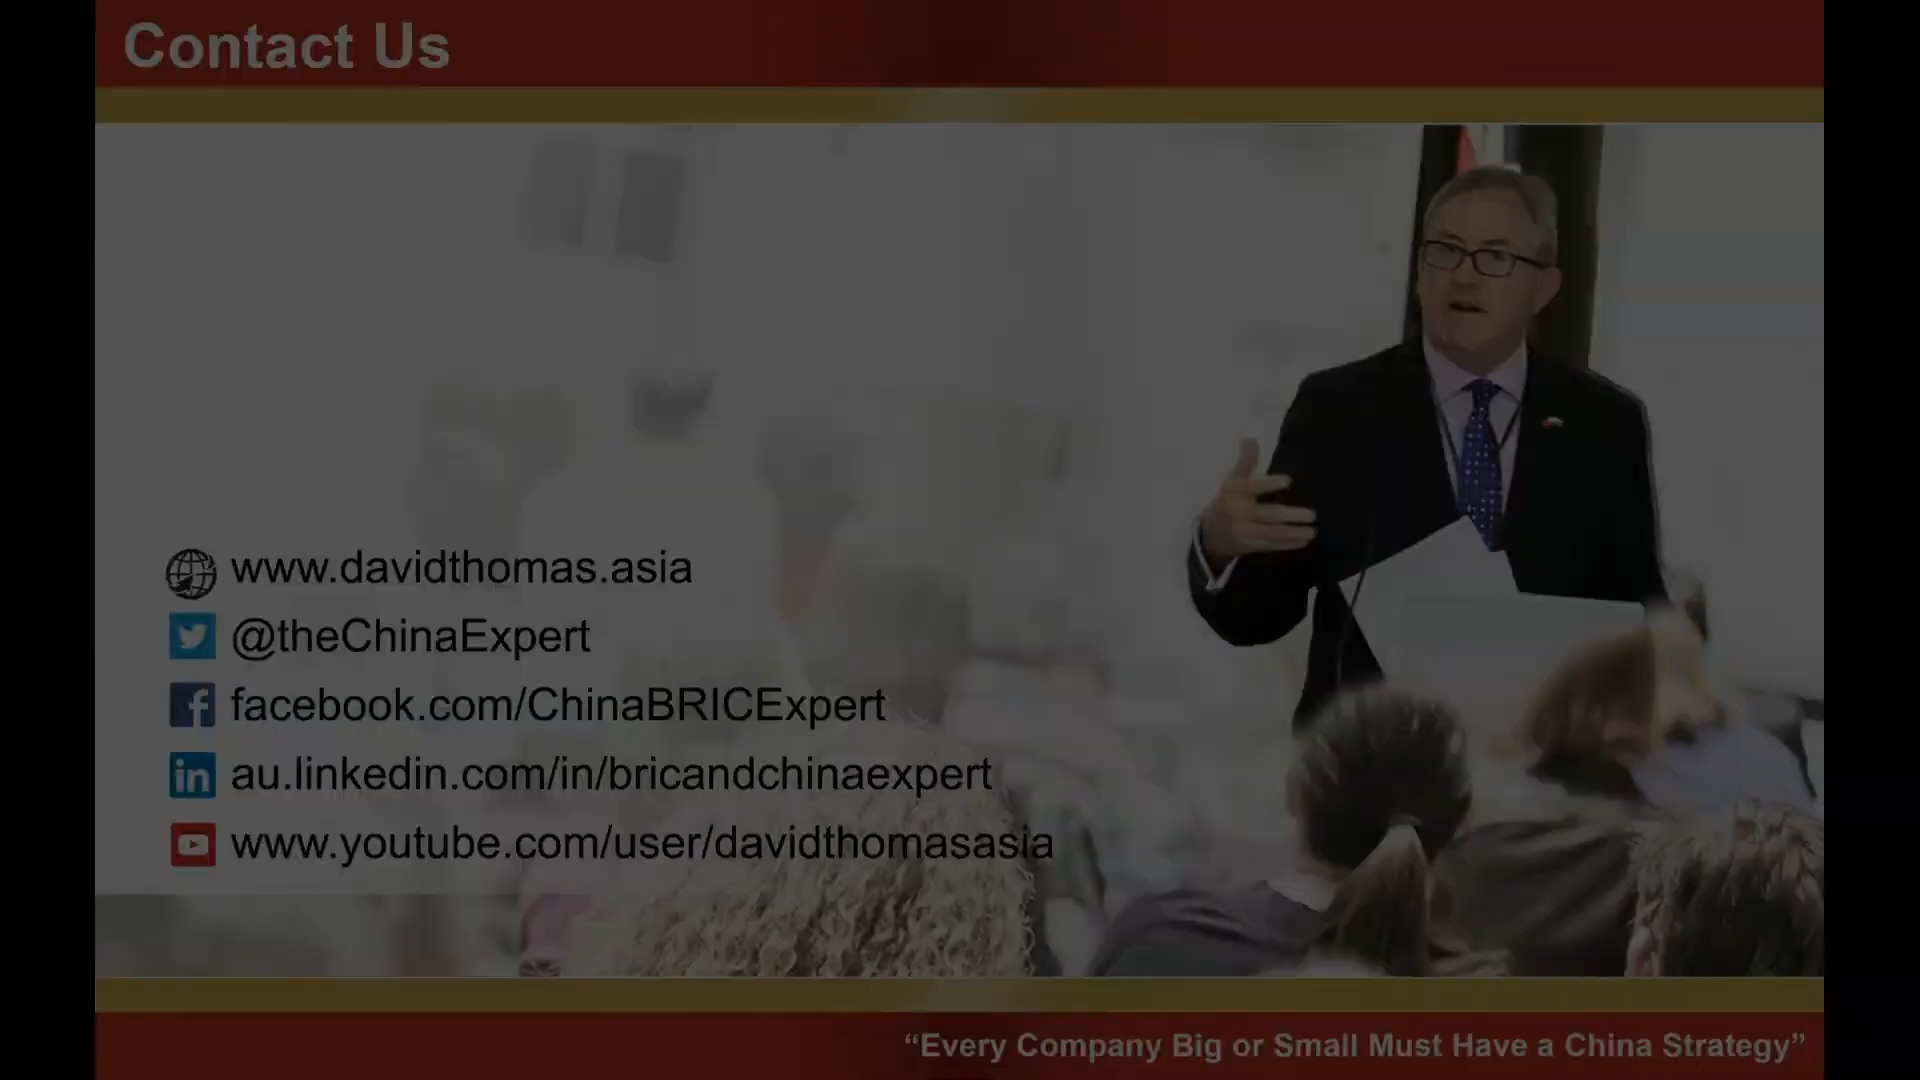 Contact Us
www.davidthomas.asia
@theChinaExpert
facebook.com/ChinaBRICExpert
au.linkedin.com/in/bricandchinaexpert
www.youtube.com/user/davidthomasasia
“Every Company Big or Small Must Have a China Strategy”